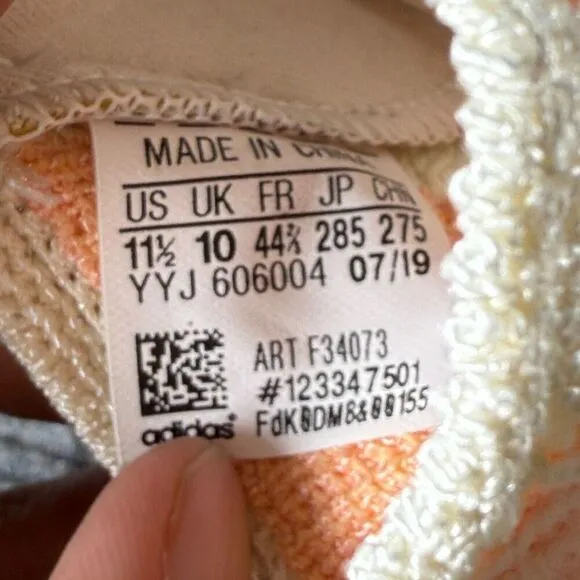 MADE IN CHINA
US UK FR JP CHN
11½ 10 44⅔ 285 275
YYJ 606004 07/19
ART F34073
#123347501
adidas